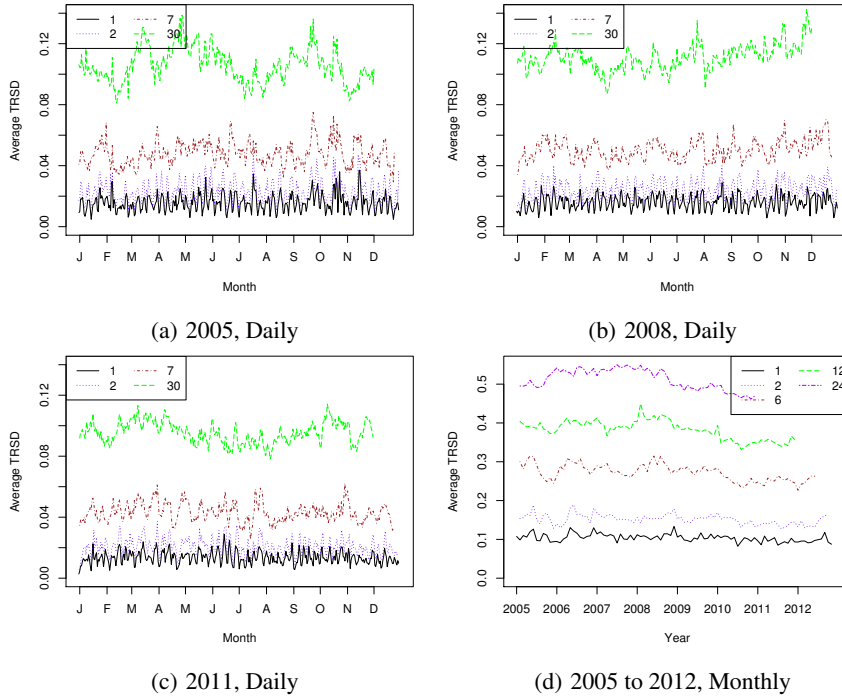 1 7
2 30
Average TRSD
0.00 0.04 0.08 0.12
J F M A M J J A S O N D
Month
(a) 2005, Daily
1 7
2 30
Average TRSD
0.00 0.04 0.08 0.12
J F M A M J J A S O N D
Month
(b) 2008, Daily
1 7
2 30
Average TRSD
0.00 0.04 0.08 0.12
J F M A M J J A S O N D
Month
(c) 2011, Daily
1 12
2 24
6
Average TRSD
0.0 0.1 0.2 0.3 0.4 0.5
2005 2006 2007 2008 2009 2010 2011 2012
Year
(d) 2005 to 2012, Monthly